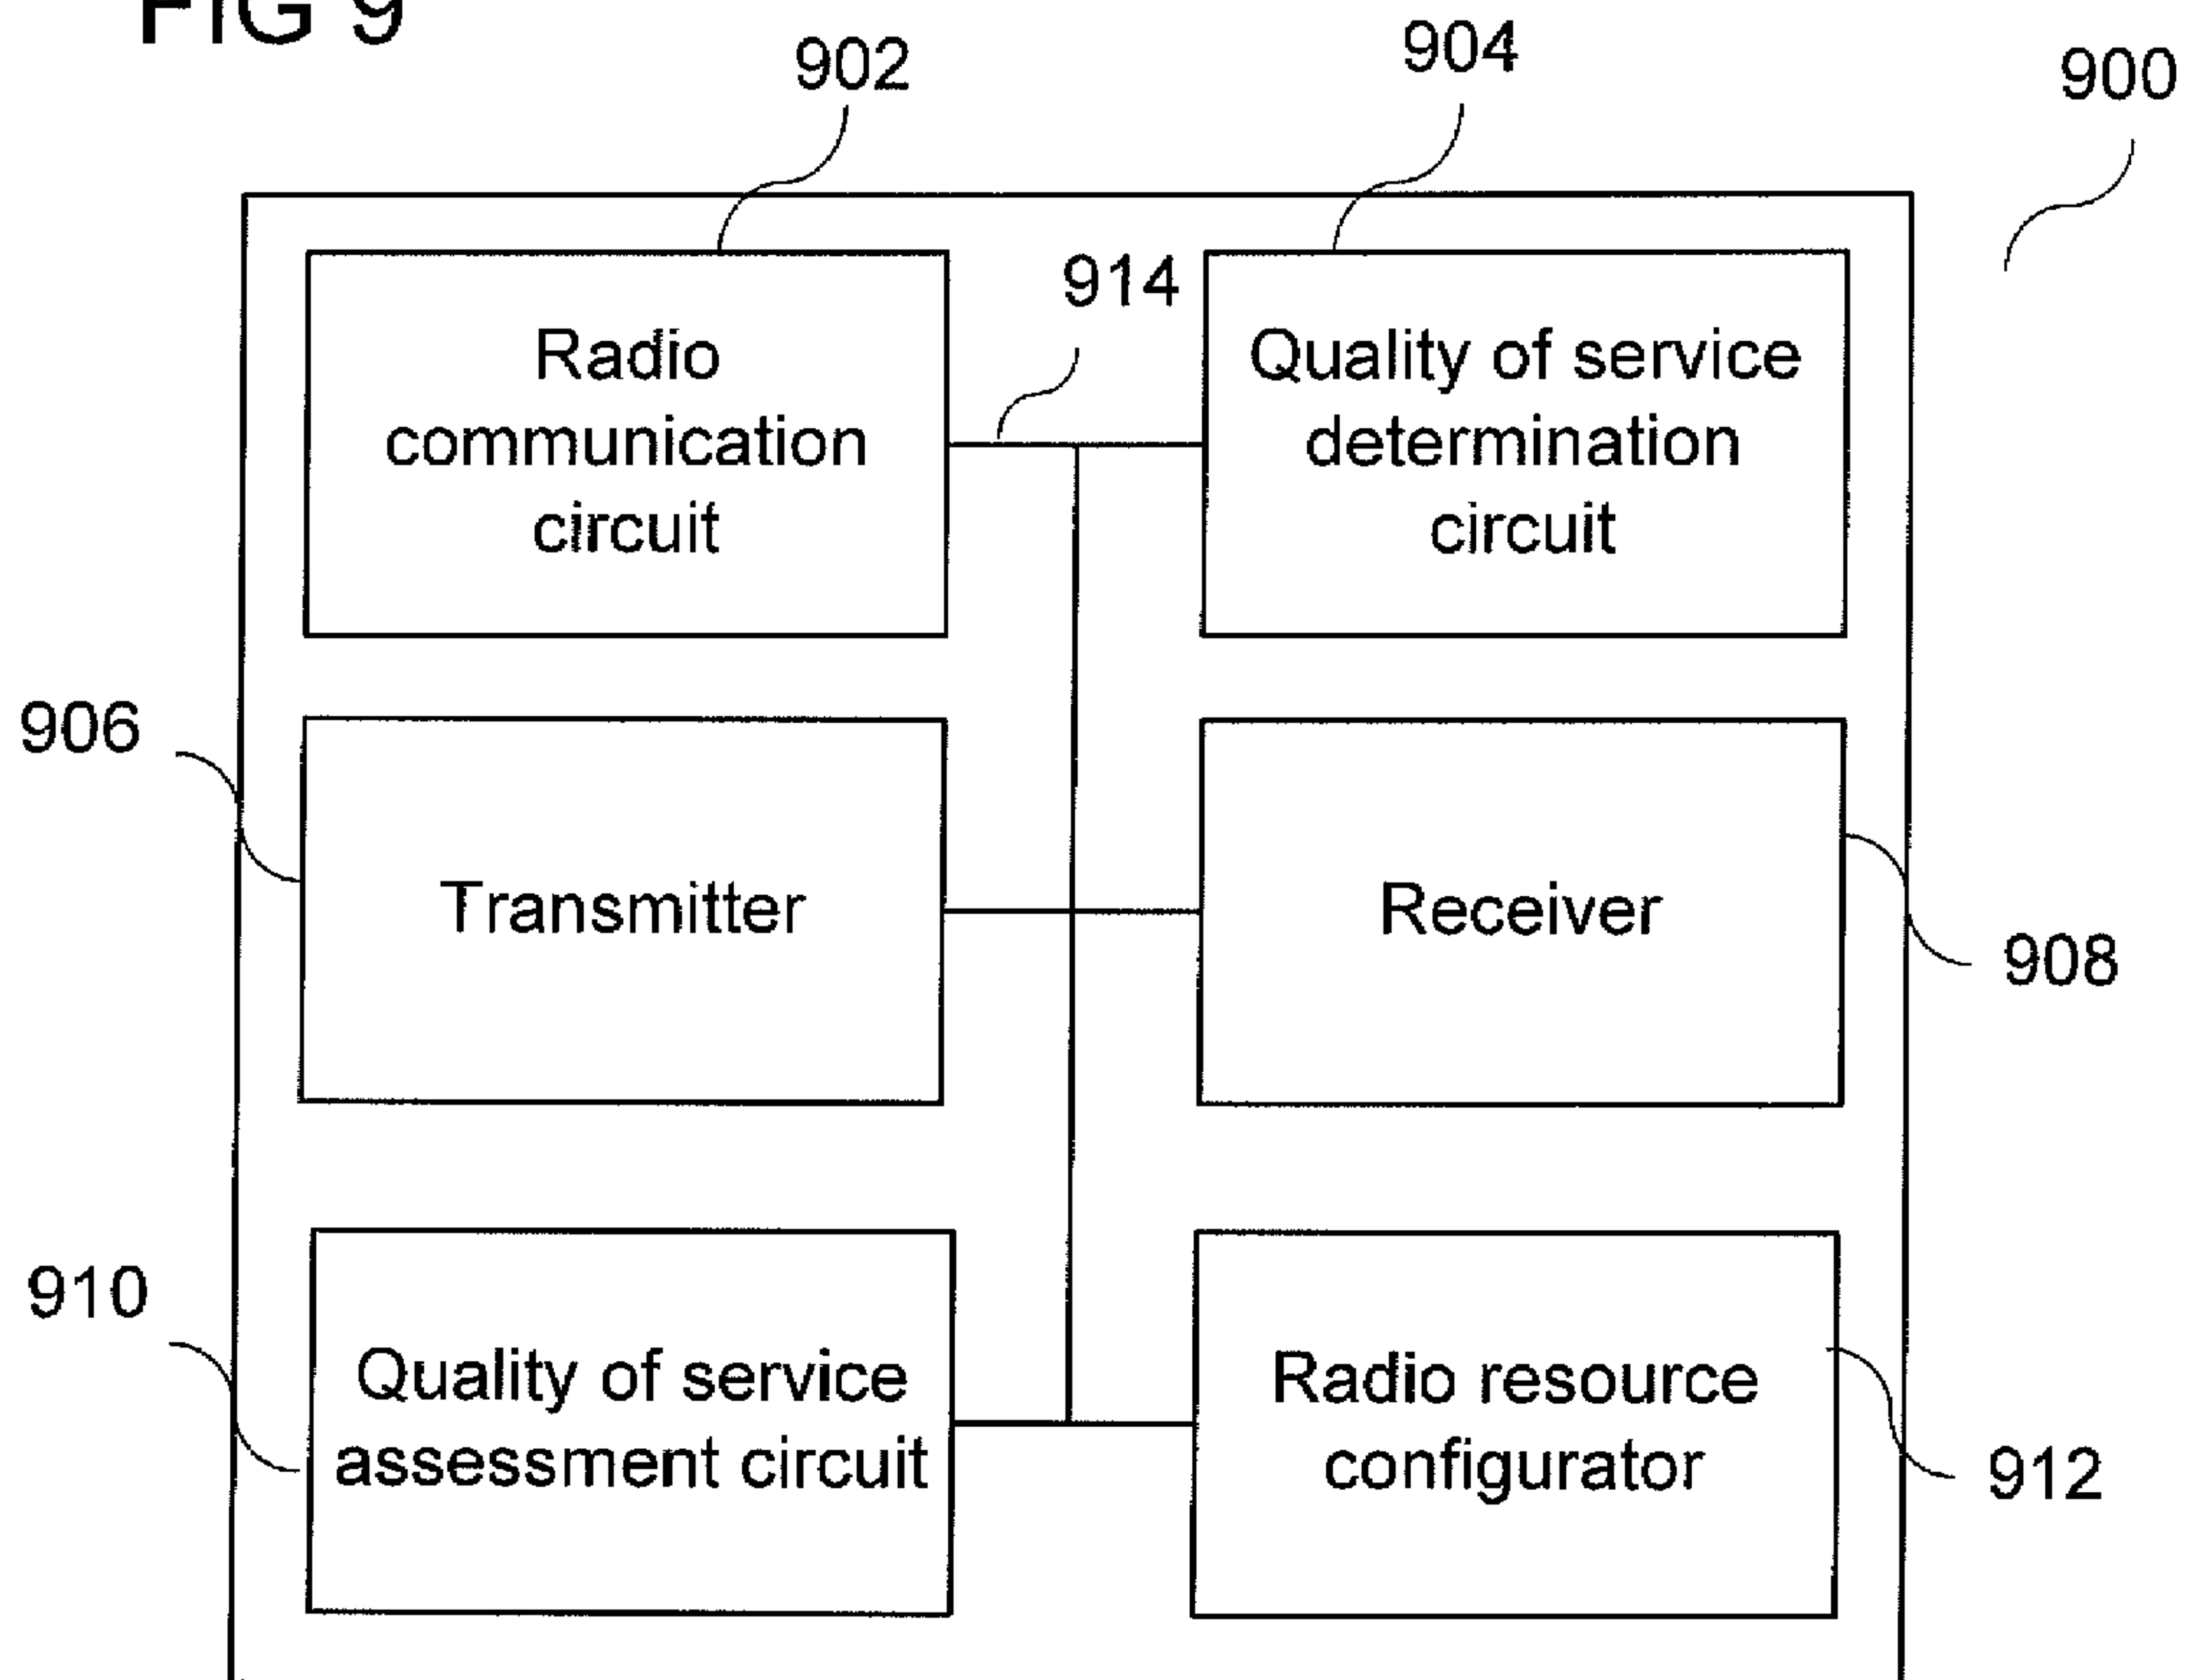 FIG 9
902
904
900
914
Radio
communication
circuit
Quality of service
determination
circuit
906
Transmitter
Receiver
908
910
Quality of service
assessment circuit
Radio resource
configurator
912